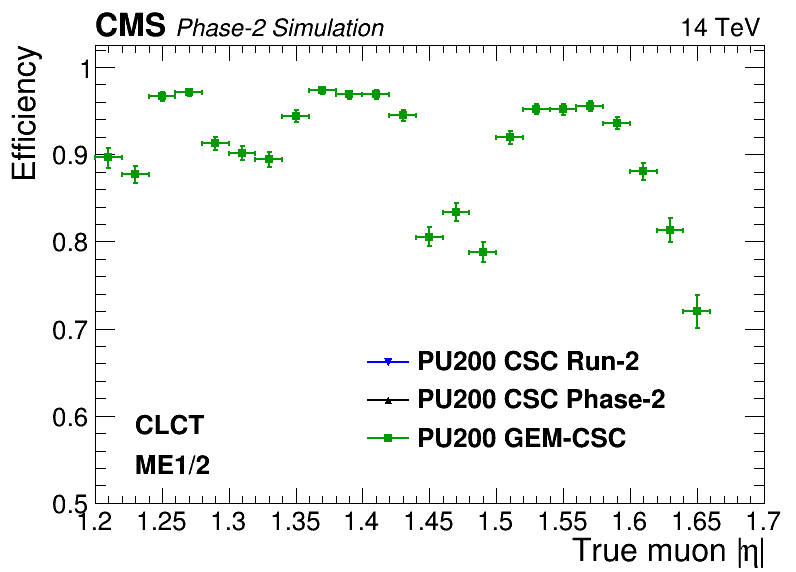 CMS Phase-2 Simulation 14 TeV
Efficiency
1
0.9
0.8
0.7
0.6
0.5
PU200 CSC Run-2
PU200 CSC Phase-2
PU200 GEM-CSC
CLCT
ME1/2
1.2 1.25 1.3 1.35 1.4 1.45 1.5 1.55 1.6 1.65 1.7
True muon |η|